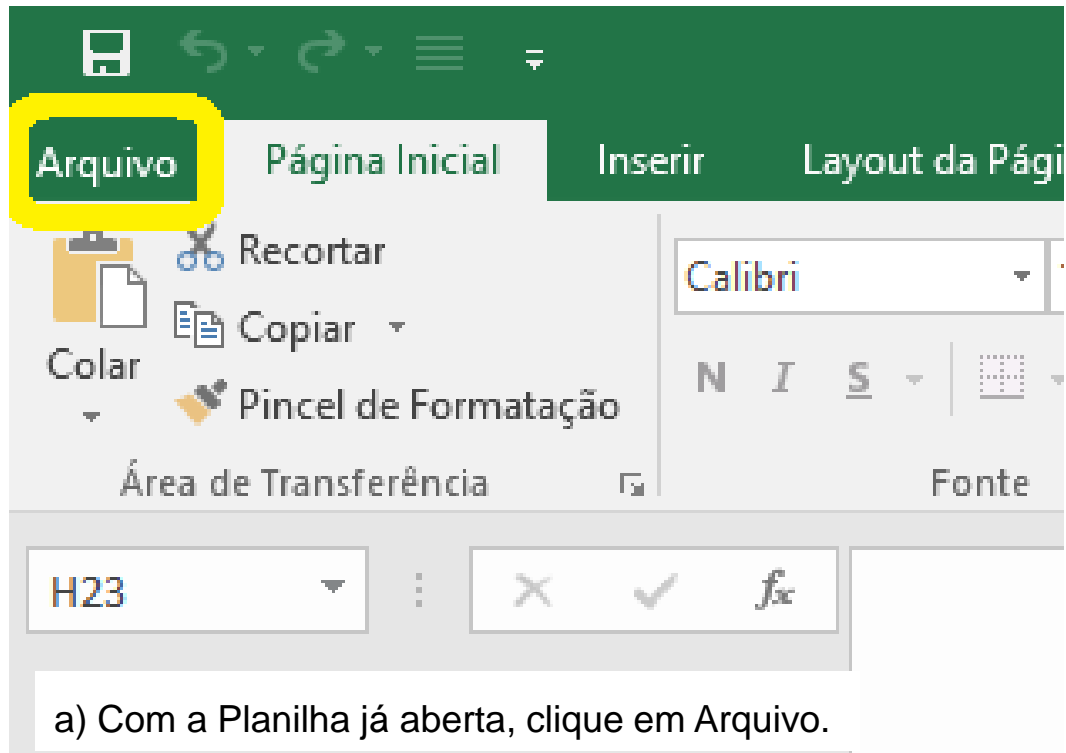 Arquivo Página Inicial Inserir Layout da Pági
Recortar
Copiar
Colar
Pincel de Formatação
Área de Transferência
Calibri
N I S
Fonte
H23
fx
a) Com a Planilha já aberta, clique em Arquivo.